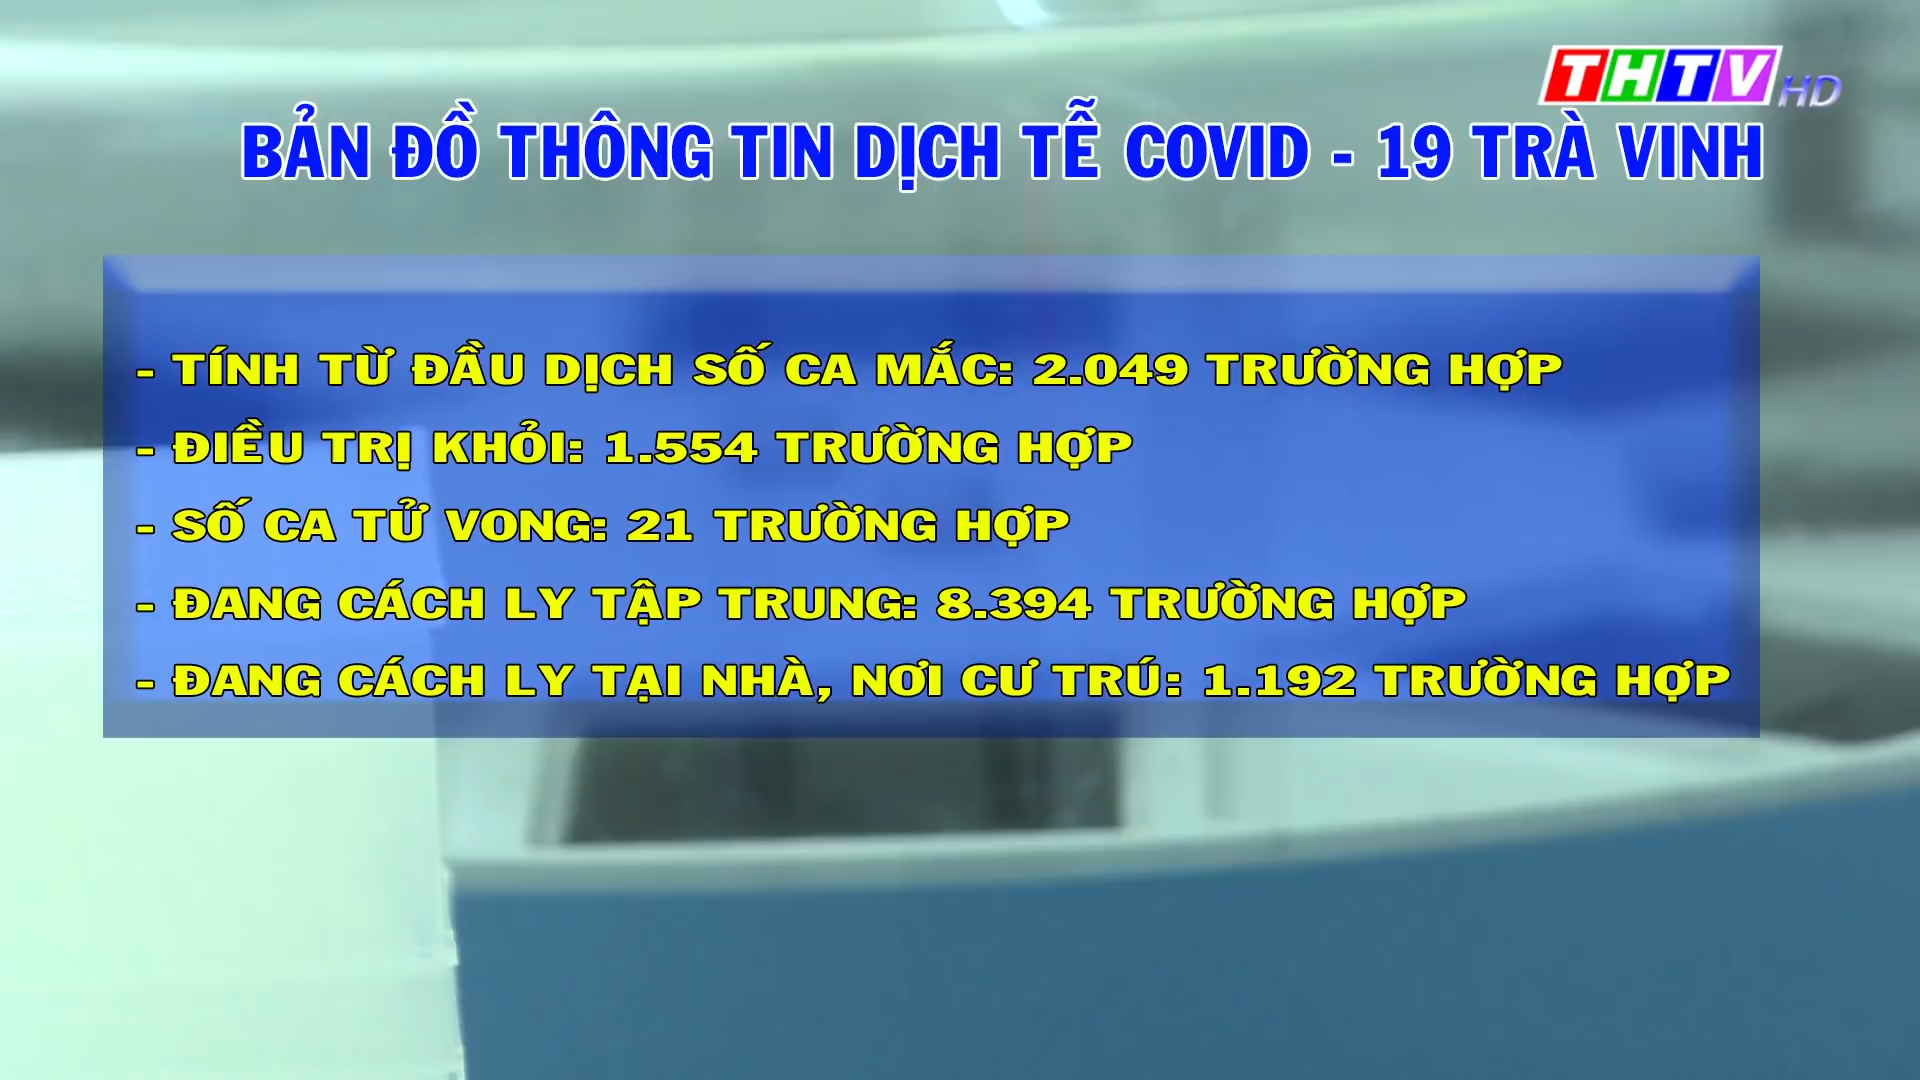 THTV HD
BẢN ĐỒ THÔNG TIN DỊCH TỄ COVID - 19 TRÀ VINH
- TÍNH TỪ ĐẦU DỊCH SỐ CA MẮC: 2.049 TRƯỜNG HỢP
- ĐIỀU TRỊ KHỎI: 1.554 TRƯỜNG HỢP
- SỐ CA TỬ VONG: 21 TRƯỜNG HỢP
- ĐANG CÁCH LY TẬP TRUNG: 8.394 TRƯỜNG HỢP
- ĐANG CÁCH LY TẠI NHÀ, NƠI CƯ TRÚ: 1.192 TRƯỜNG HỢP